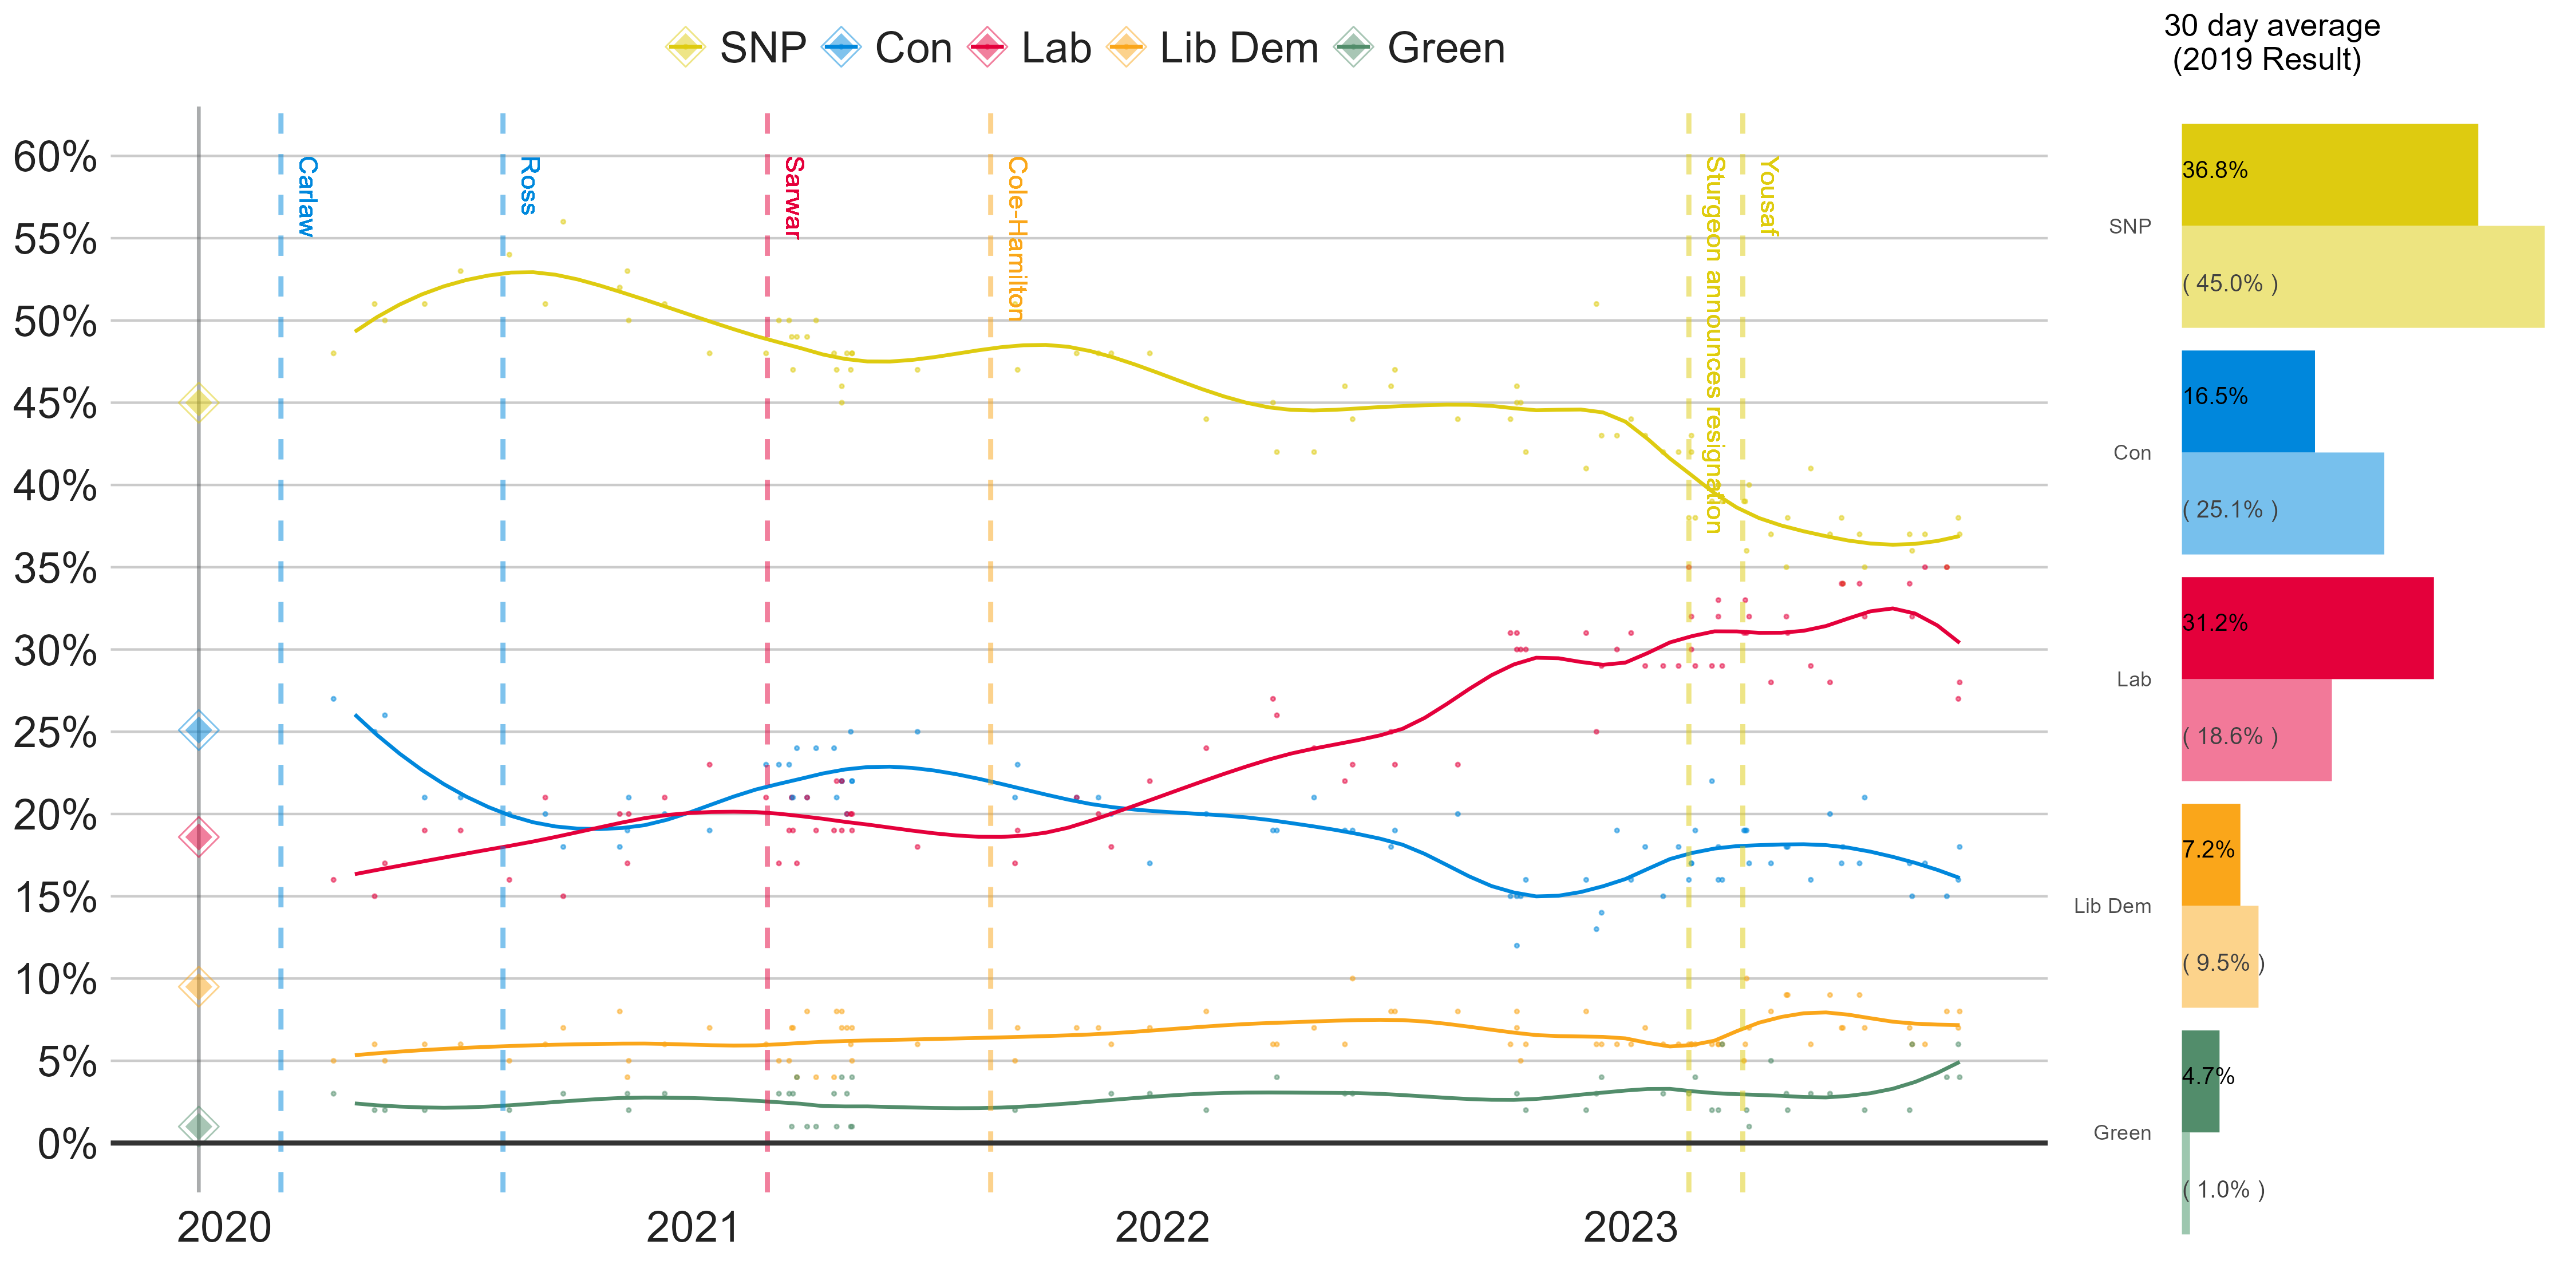 SNP Con Lab Lib Dem Green
30 day average
(2019 Result)
60%
55%
50%
45%
40%
35%
30%
25%
20%
15%
10%
5%
0%
Carlaw
Ross
Sarwar
Cole-Hamilton
Sturgeon announces resignation
Yousaf
2020 2021 2022 2023
SNP
36.8%
( 45.0% )
Con
16.5%
( 25.1% )
Lab
31.2%
( 18.6% )
Lib Dem
7.2%
( 9.5% )
Green
4.7%
( 1.0% )